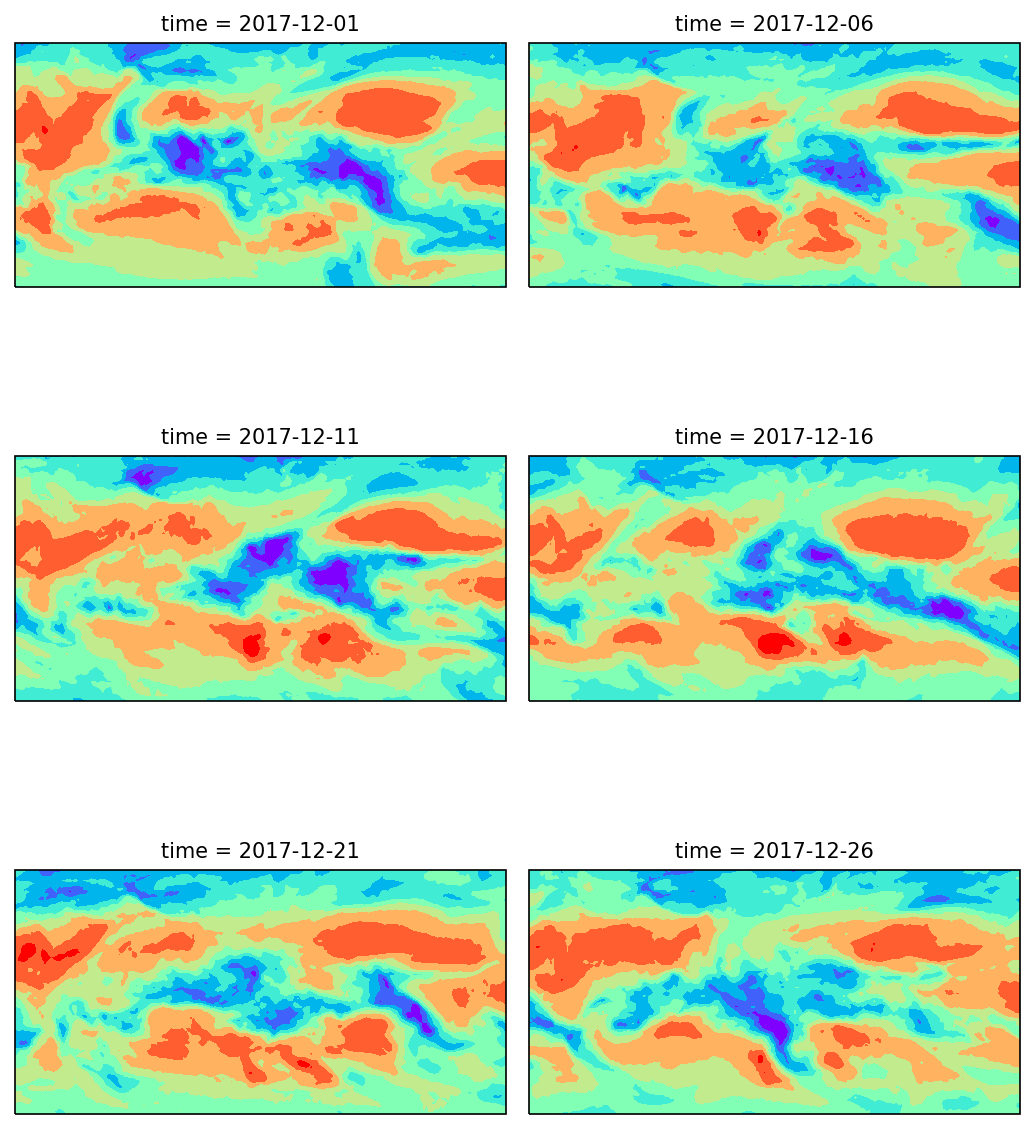 time = 2017-12-01
time = 2017-12-06
time = 2017-12-11
time = 2017-12-16
time = 2017-12-21
time = 2017-12-26